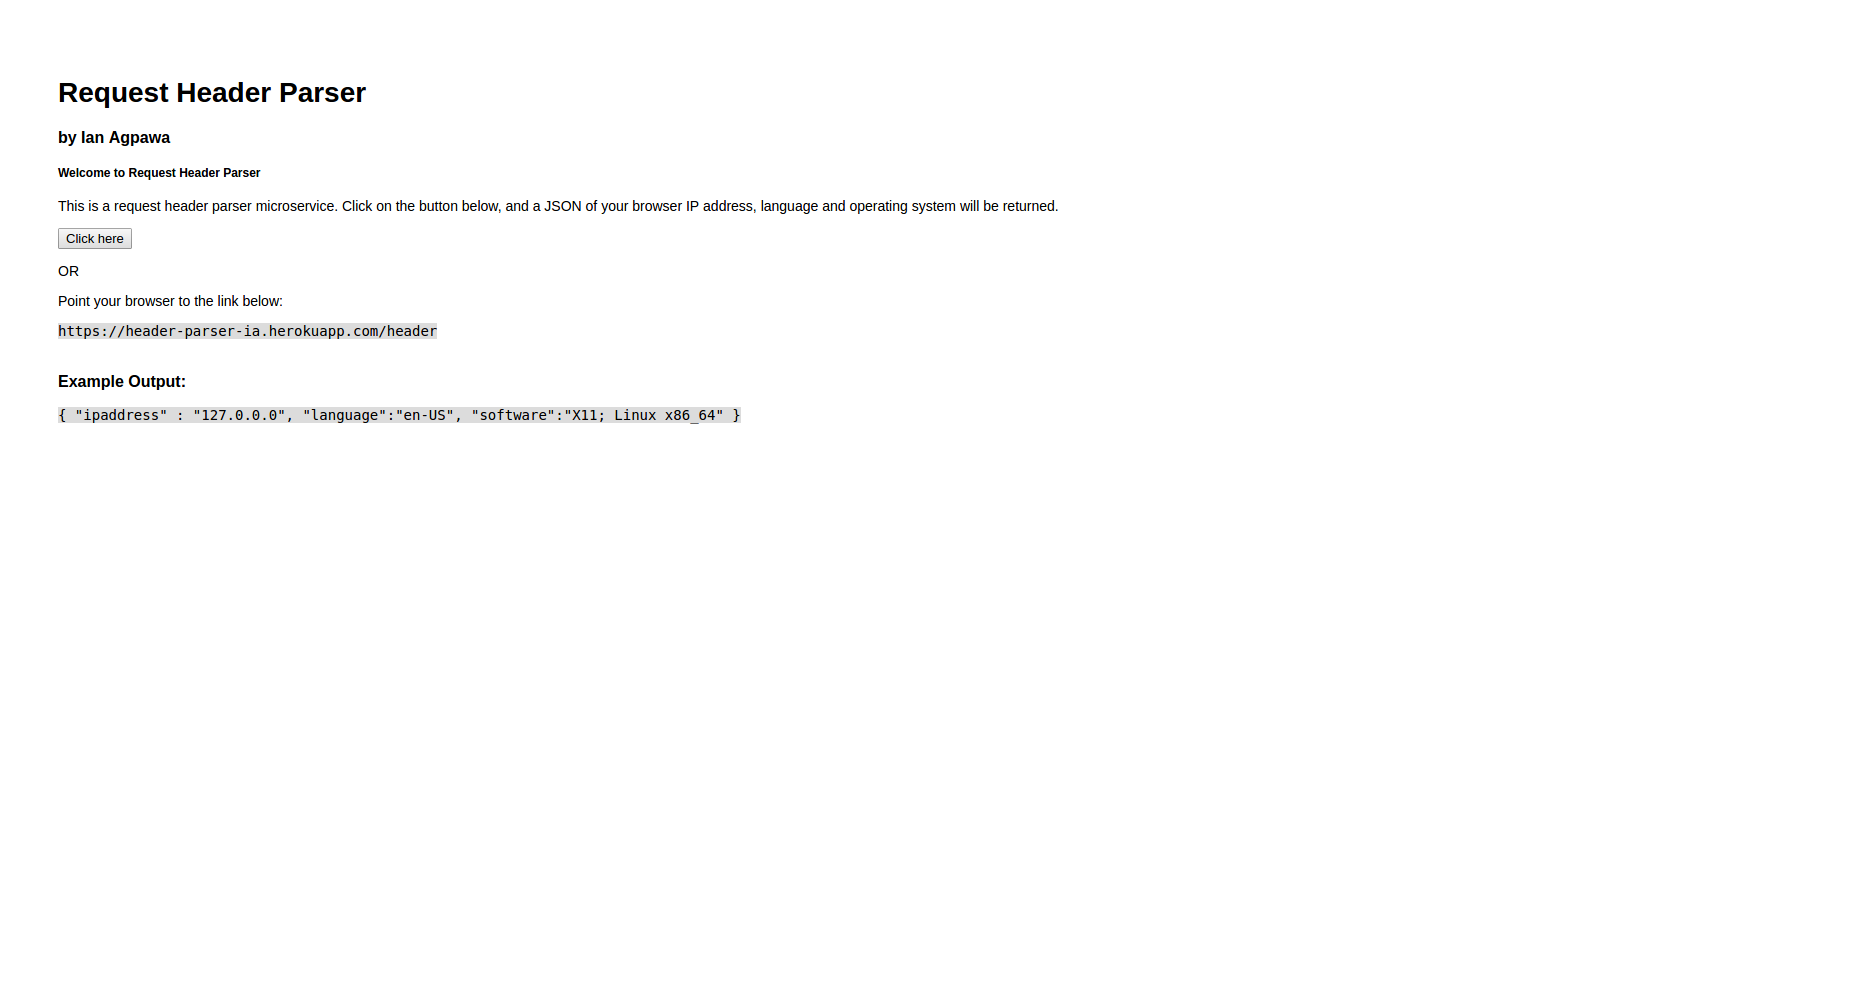 Request Header Parser
by Ian Agpawa
Welcome to Request Header Parser
This is a request header parser microservice. Click on the button below, and a JSON of your browser IP address, language and operating system will be returned.
Click here
OR
Point your browser to the link below:
https://header-parser-ia.herokuapp.com/header
Example Output:
{ "ipaddress" : "127.0.0.0", "language":"en-US", "software":"X11; Linux x86_64" }